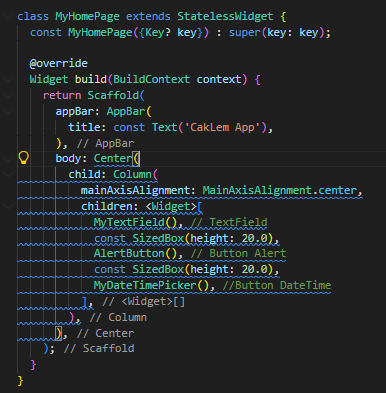 class MyHomePage extends StatelessWidget {
  const MyHomePage({Key? key}) : super(key: key);

  @override
  Widget build(BuildContext context) {
    return Scaffold(
      appBar: AppBar(
        title: const Text('CakLem App'),
      ), // AppBar
      body: Center(
        child: Column(
          mainAxisAlignment: MainAxisAlignment.center,
          children: <Widget>[
            MyTextField(), // TextField
            const SizedBox(height: 20.0),
            AlertButton(), // Button Alert
            const SizedBox(height: 20.0),
            MyDateTimePicker(), //Button DateTime
          ], // <Widget>[]
        ), // Column
      ), // Center
    ); // Scaffold
  }
}